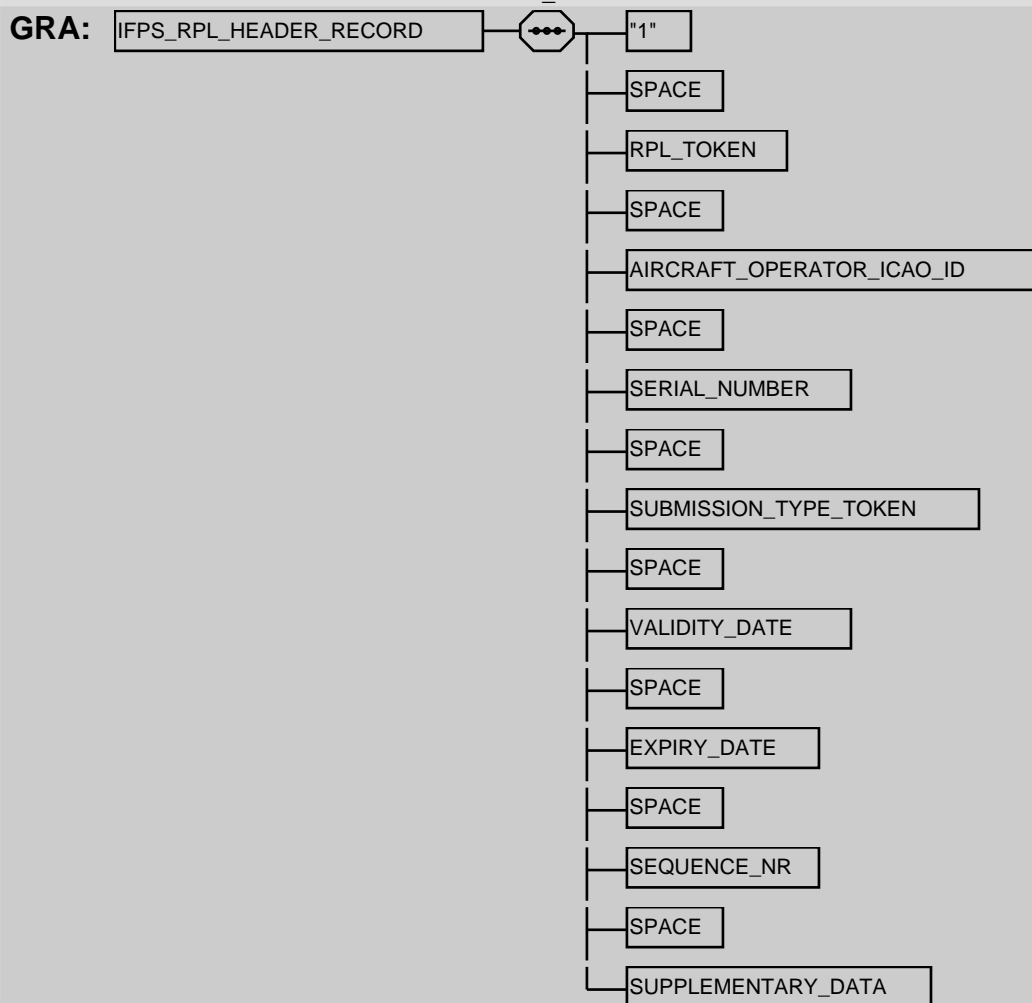 GRA: IFPS_RPL_HEADER_RECORD "1"
SPACE
RPL_TOKEN
SPACE
AIRCRAFT_OPERATOR_ICAO_ID
SPACE
SERIAL_NUMBER
SPACE
SUBMISSION_TYPE_TOKEN
SPACE
VALIDITY_DATE
SPACE
EXPIRY_DATE
SPACE
SEQUENCE_NR
SPACE
SUPPLEMENTARY_DATA